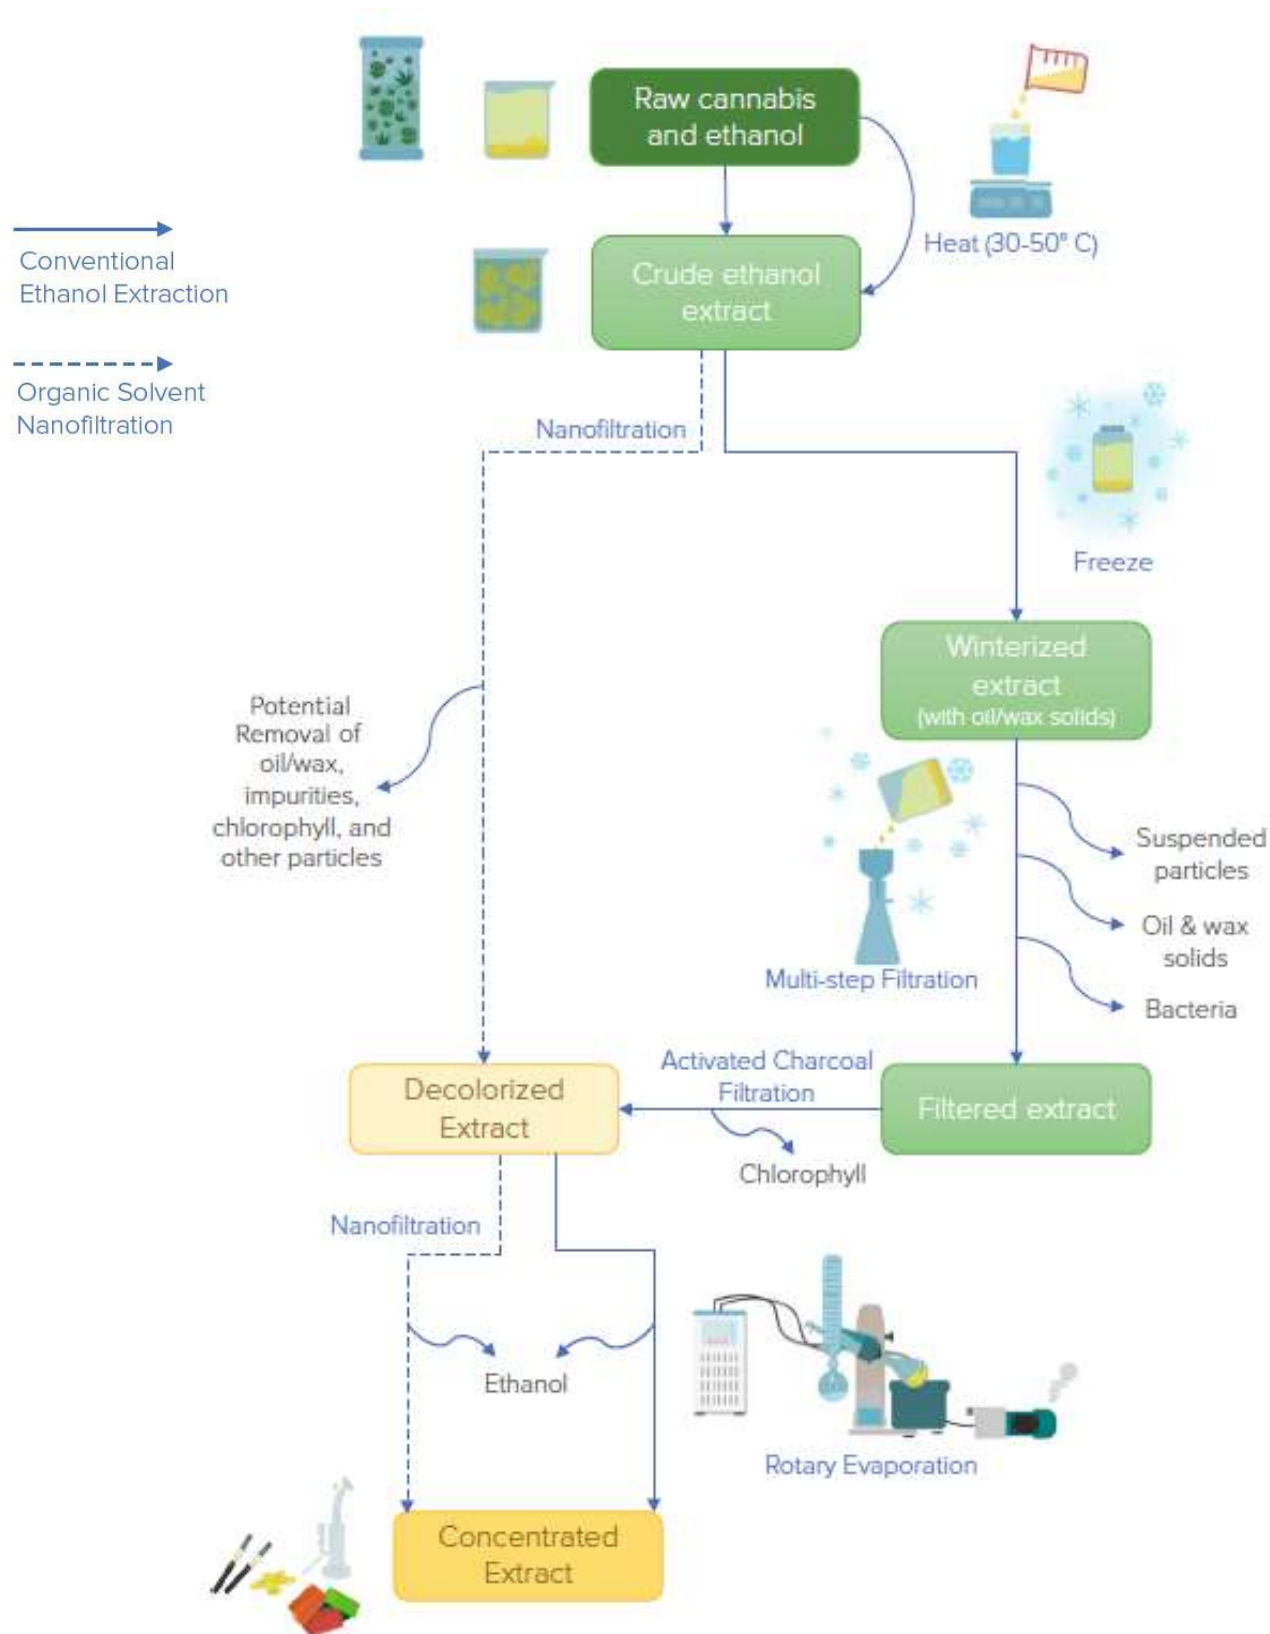 Raw cannabis
and ethanol
Heat (30-50° C)
Conventional
Ethanol Extraction
Crude ethanol
extract
Organic Solvent
Nanofiltration
Nanofiltration
Freeze
Winterized
extract
(with oil/wax solids)
Potential
Removal of
oil/wax,
impurities,
chlorophyll, and
other particles
Suspended
particles
Oil & wax
solids
Multi-step Filtration
Bacteria
Activated Charcoal
Filtration
Decolorized
Extract
Filtered extract
Chlorophyll
Nanofiltration
Ethanol
Rotary Evaporation
Concentrated
Extract